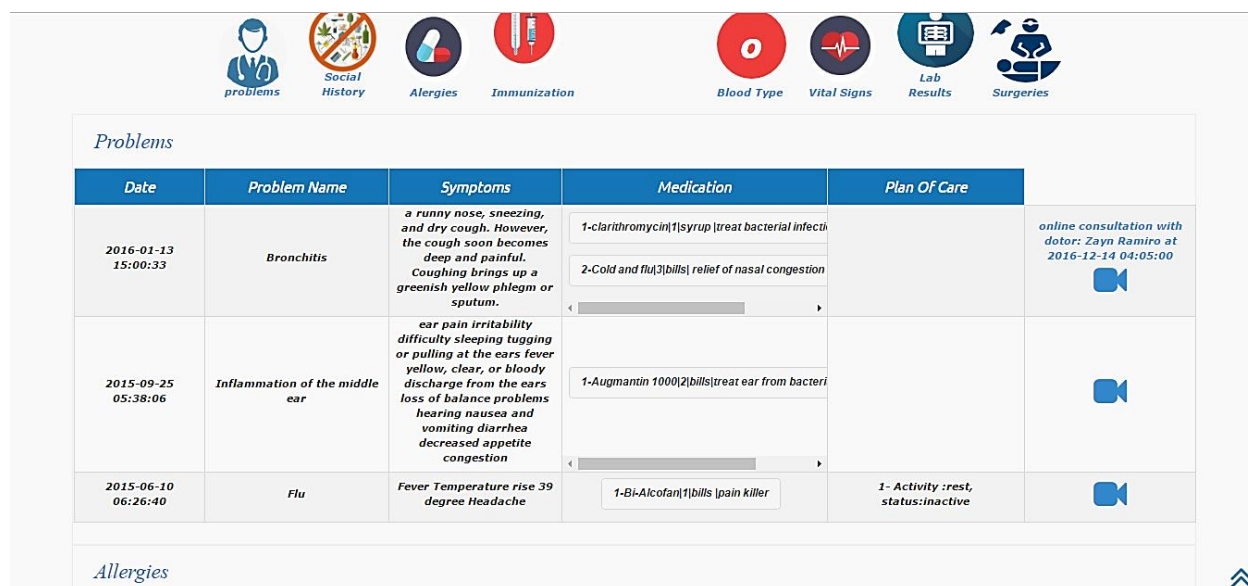 problems
Social
History
Alergies
Immunization
O
Blood Type
Vital Signs
Lab
Results
Surgeries
Problems
Date
Problem Name
Symptoms
Medication
Plan Of Care
2016-01-13
15:00:33
Bronchitis
a runny nose, sneezing,
and dry cough. However,
the cough soon becomes
deep and painful.
Coughing brings up a
greenish yellow phlegm or
sputum.
1-clarithromycin|1|syrup |treat bacterial infecti
2-Cold and flu|3|bills| relief of nasal congestion
online consultation with
dotor: Zayn Ramiro at
2016-12-14 04:05:00
2015-09-25
05:38:06
Inflammation of the middle
ear
ear pain irritability
difficulty sleeping tugging
or pulling at the ears fever
yellow, clear, or bloody
discharge from the ears
loss of balance problems
hearing nausea and
vomiting diarrhea
decreased appetite
congestion
1-Augmantin 1000|2|bills|treat ear from bacteri
2015-06-10
06:26:40
Flu
Fever Temperature rise 39
degree Headache
1-Bi-Alcofan|1|bills |pain killer
1- Activity :rest,
status:inactive
Allergies